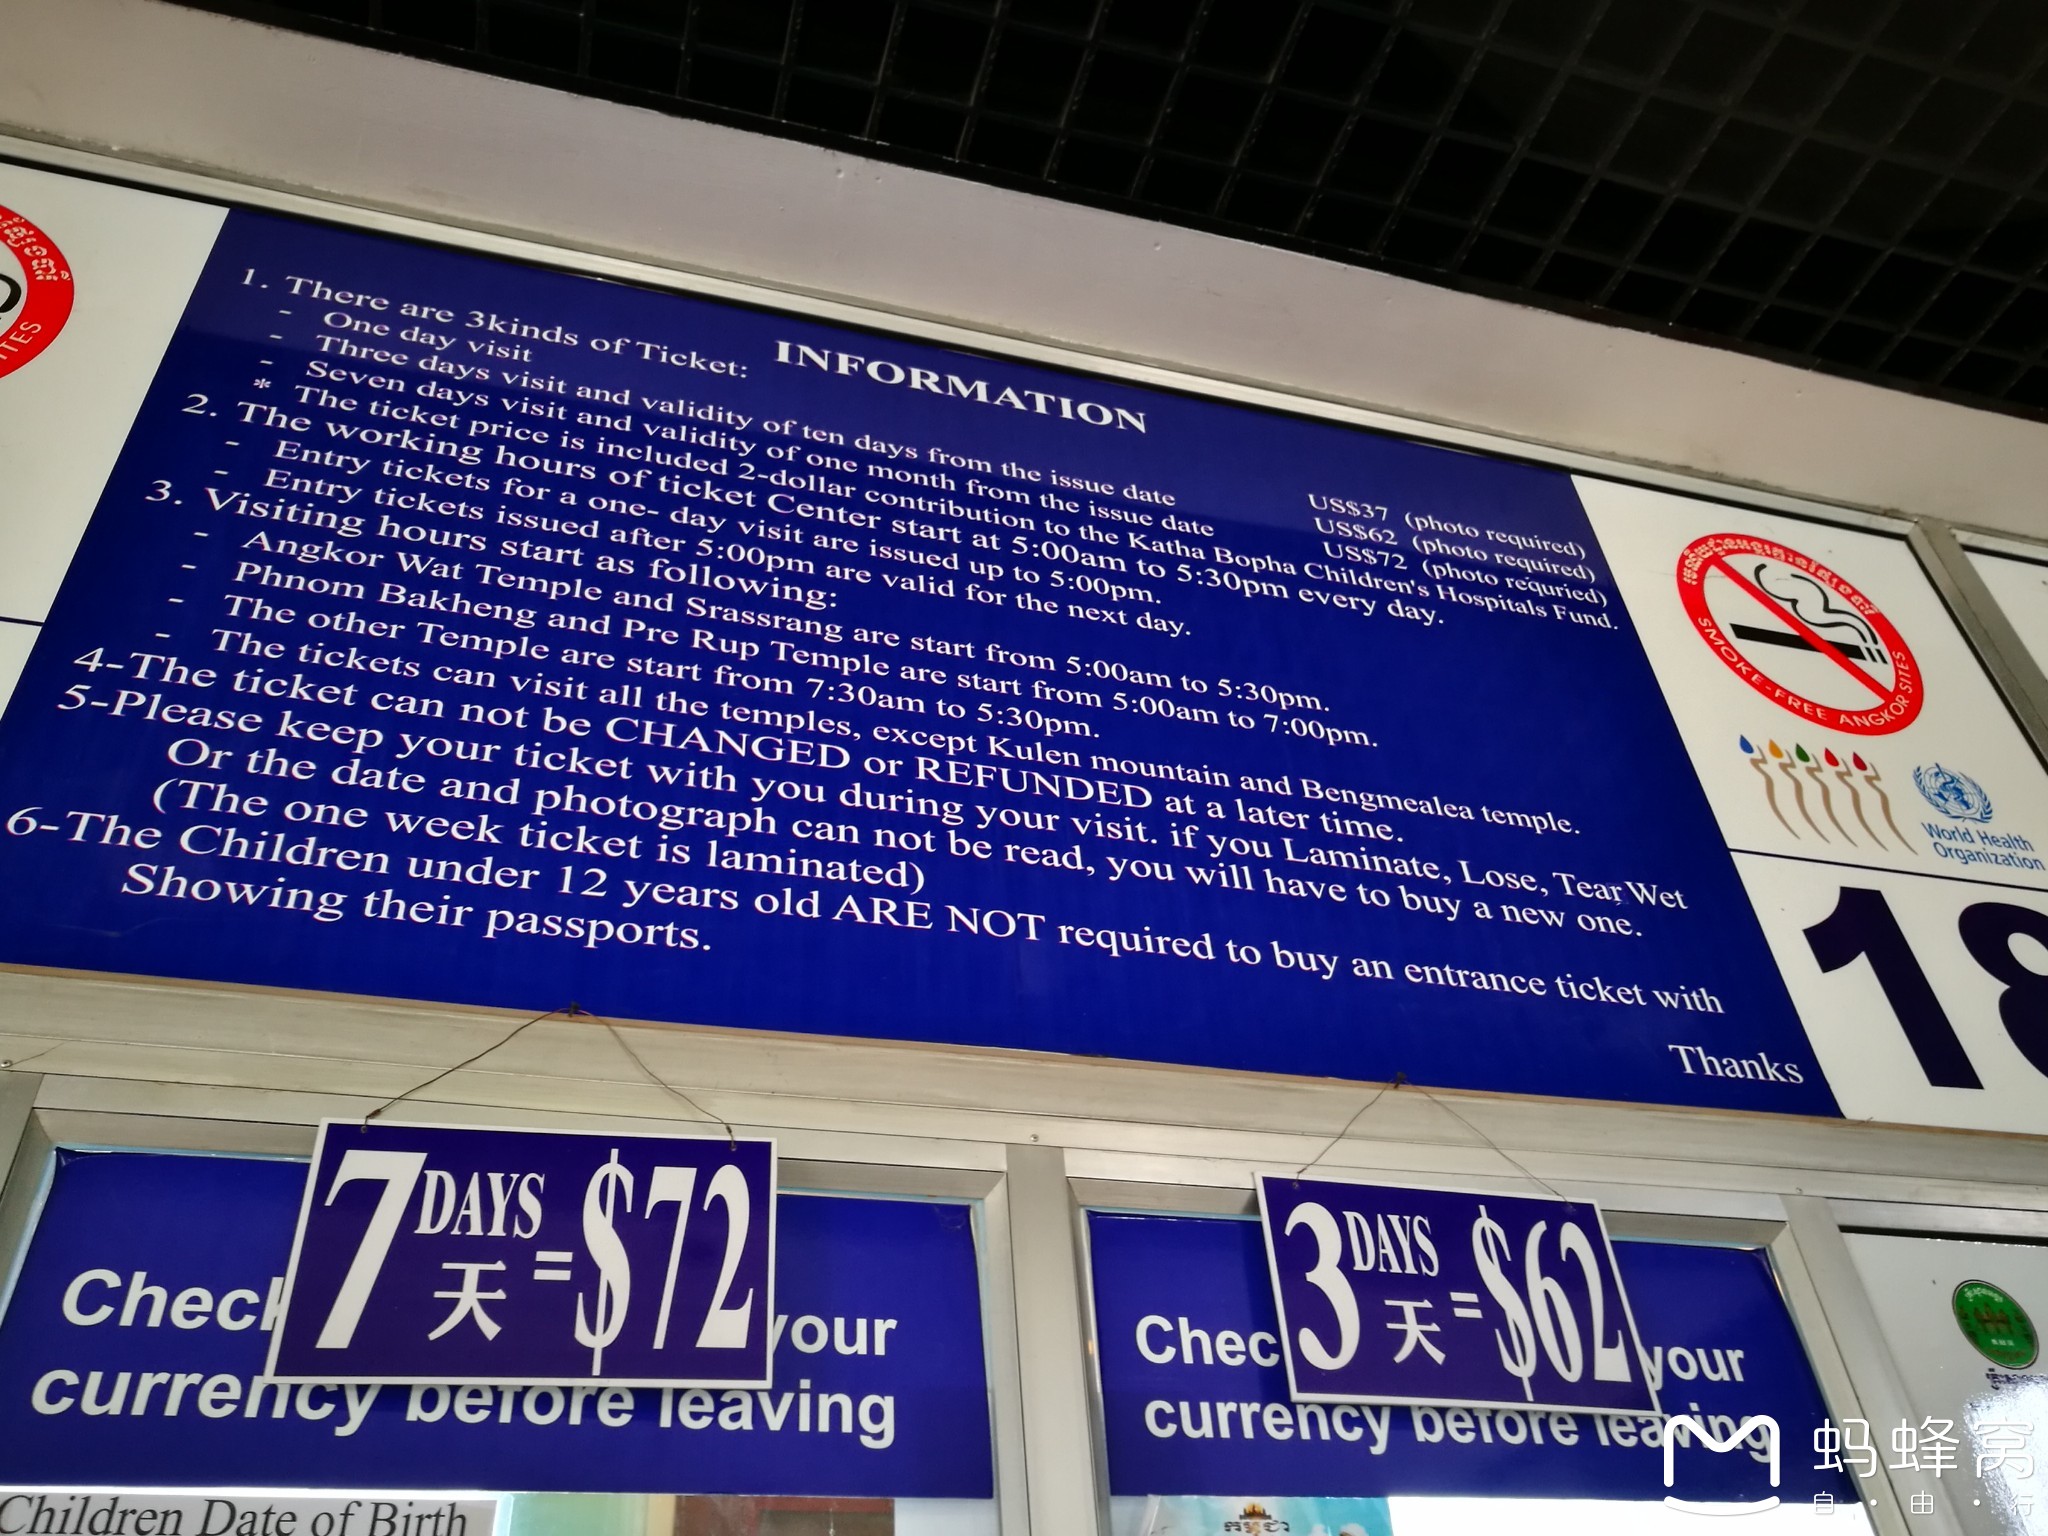 INFORMATION
1. There are 3kinds of Ticket:
- One day visit US$37 (photo required)
- Three days visit and validity of ten days from the issue date US$62 (photo required)
- Seven days visit and validity of one month from the issue date US$72 (photo requried)
* The ticket price is included 2-dollar contribution to the Katha Bopha Children's Hospitals Fund.
2. The working hours of ticket Center start at 5:00am to 5:30pm every day.
- Entry tickets for a one- day visit are issued up to 5:00pm.
- Entry tickets issued after 5:00pm are valid for the next day.
3. Visiting hours start as following:
- Angkor Wat Temple and Srassrang are start from 5:00am to 5:30pm.
- Phnom Bakheng and Pre Rup Temple are start from 5:00am to 7:00pm.
- The other Temple are start from 7:30am to 5:30pm.
- The tickets can visit all the temples, except Kulen mountain and Bengmealea temple.
4-The ticket can not be CHANGED or REFUNDED at a later time.
5-Please keep your ticket with you during your visit. if you Laminate, Lose, Tear, Wet
Or the date and photograph can not be read, you will have to buy a new one.
(The one week ticket is laminated)
6-The Children under 12 years old ARE NOT required to buy an entrance ticket with
Showing their passports.
Thanks
SMOKE-FREE ANGKOR SITES
World Health
Organization
18
7 DAYS 天 = $72
3 DAYS 天 = $62
your
currency before leaving
your
currency before leaving
Children Date of Birth
蚂蜂窝
自·由·行